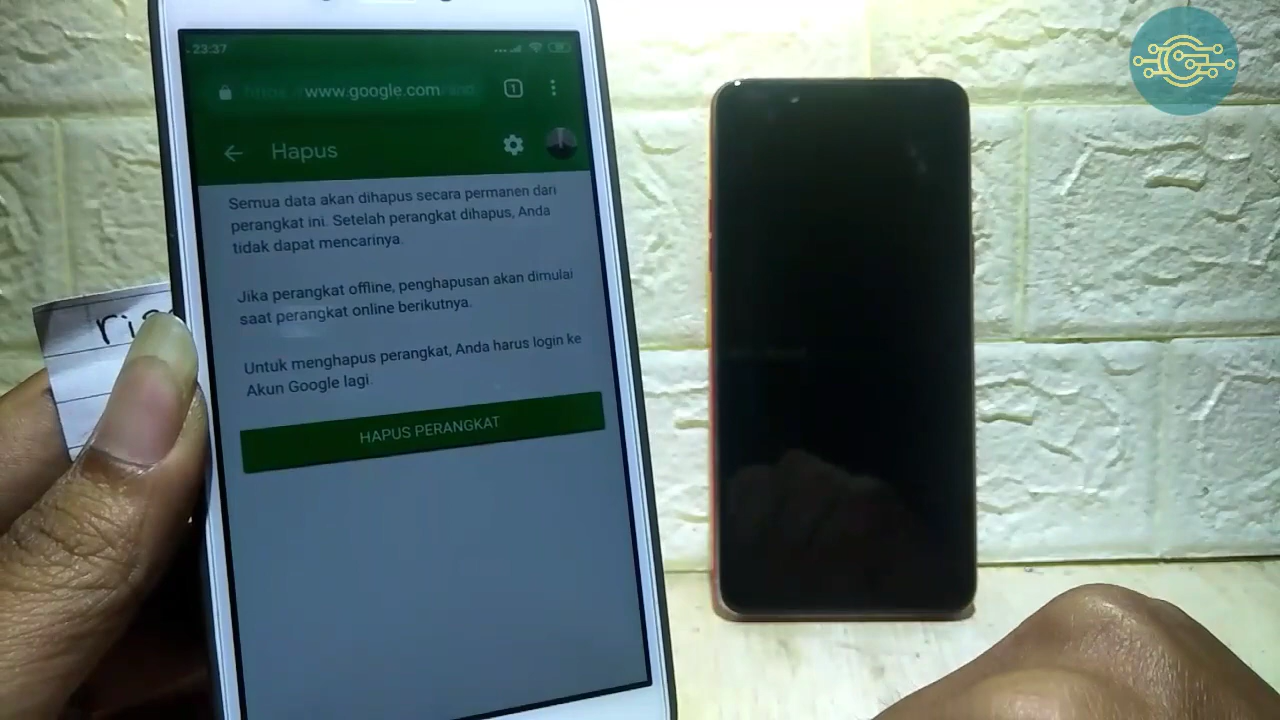 23:37
www.google.com
1
Hapus
Semua data akan dihapus secara permanen dari
perangkat ini. Setelah perangkat dihapus, Anda
tidak dapat mencarinya.
Jika perangkat offline, penghapusan akan dimulai
saat perangkat online berikutnya.
Untuk menghapus perangkat, Anda harus login ke
Akun Google lagi.
HAPUS PERANGKAT